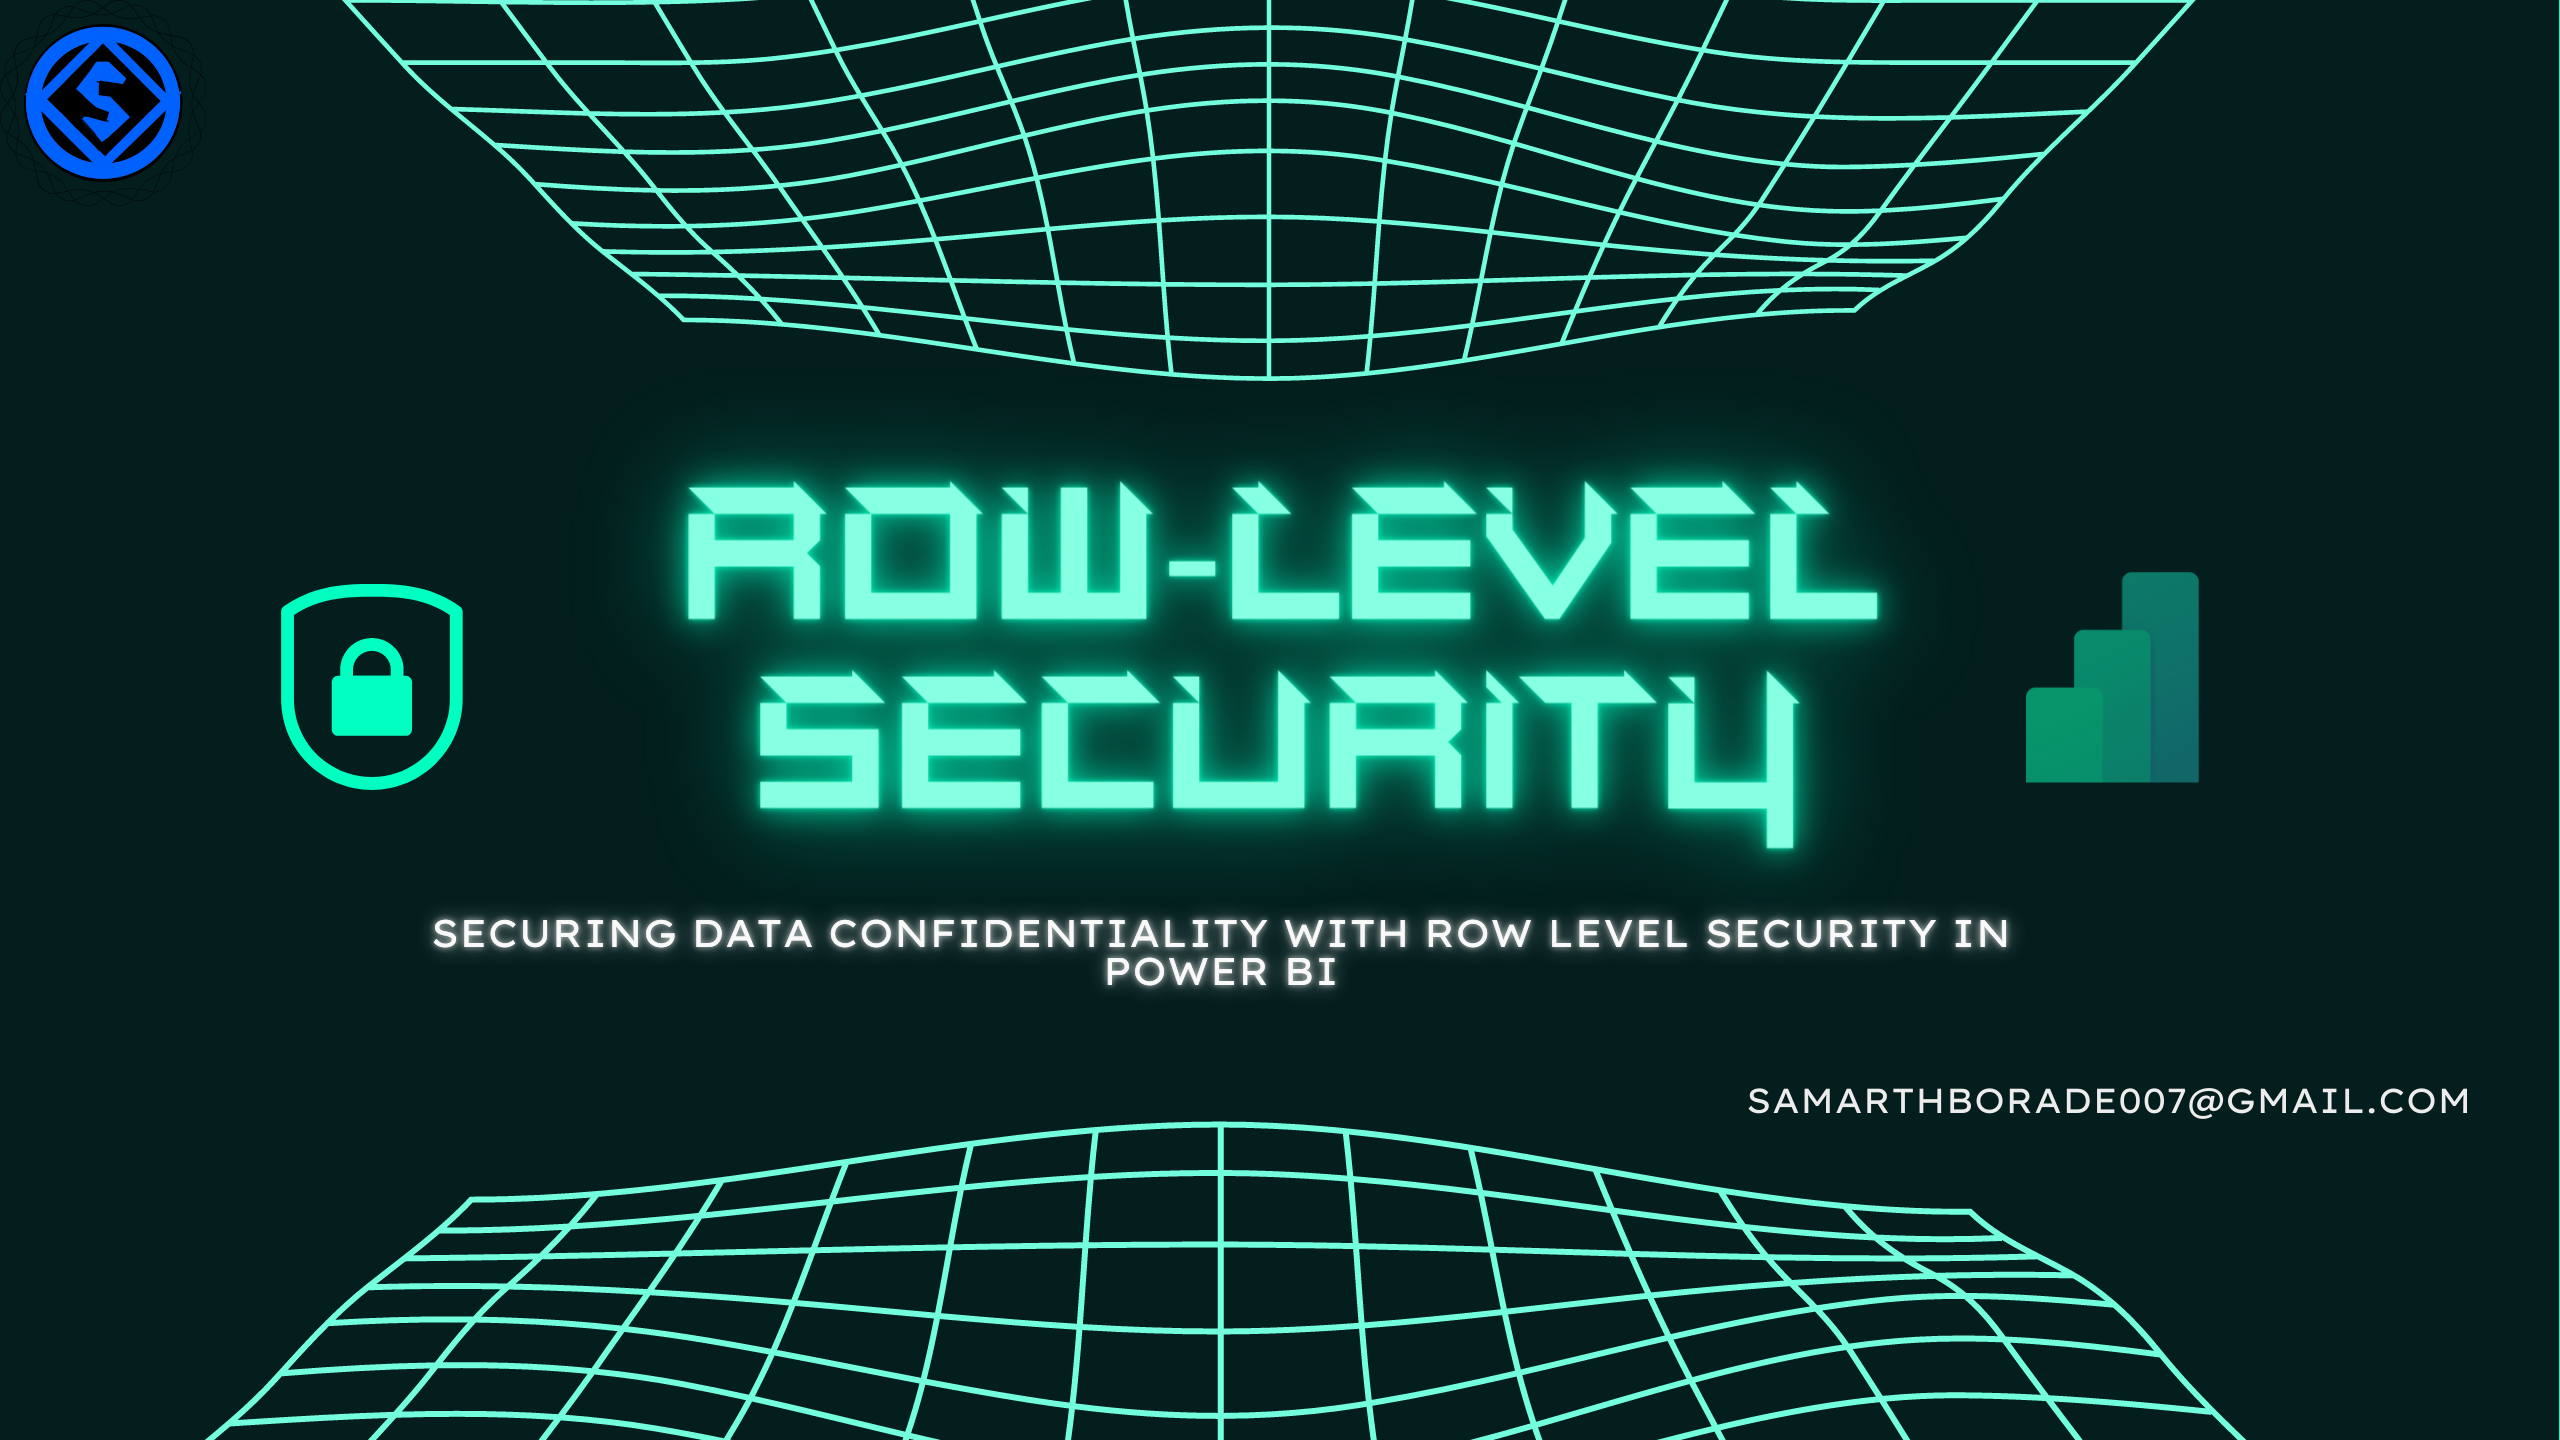 S
ROW-LEVEL
SECURITY
SECURING DATA CONFIDENTIALITY WITH ROW LEVEL SECURITY IN
POWER BI
SAMARTHBORADE007@GMAIL.COM